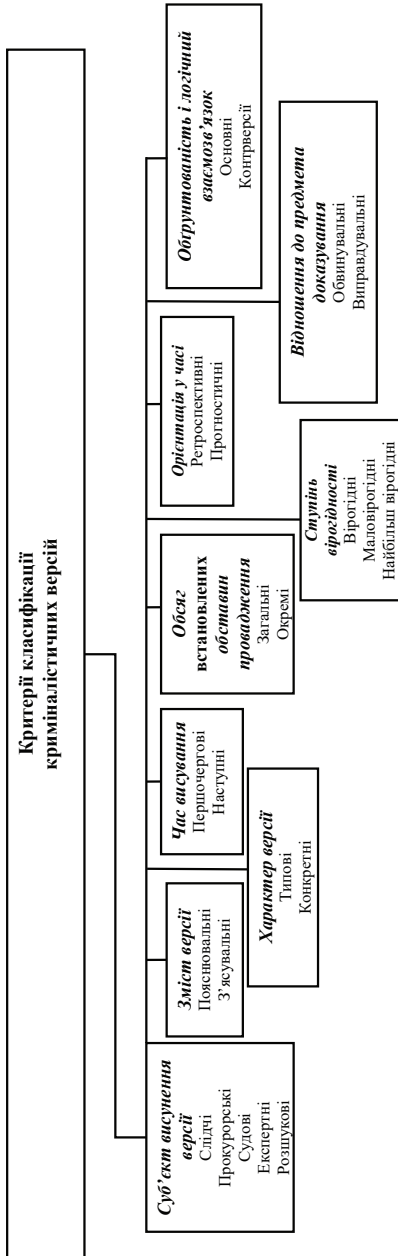 Критерії класифікації
криміналістичних версій
Суб’єкт висунення
версії
Слідчі
Прокурорські
Судові
Експертні
Розшукові
Зміст версії
Пояснювальні
З’ясувальні
Характер версії
Типові
Конкретні
Час висування
Першочергові
Наступні
Обсяг
встановлених
обставин
провадження
Загальні
Окремі
Ступінь
вірогідності
Вірогідні
Маловірогідні
Найбільш вірогідні
Орієнтація у часі
Ретроспективні
Прогностичні
Відношення до предмета
доказування
Обвинувальні
Виправдувальні
Обґрунтованість і логічний
взаємозв’язок
Основні
Контрверсії